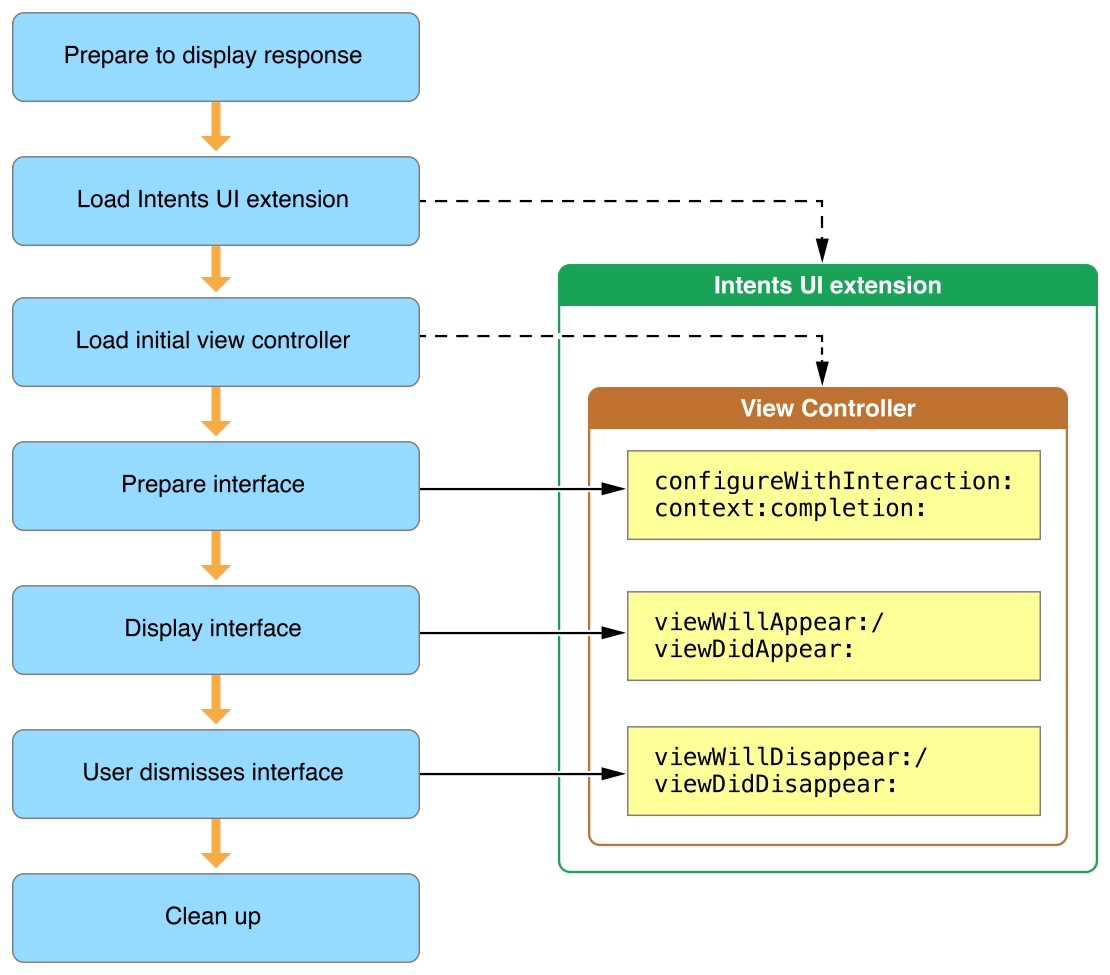 Prepare to display response
Load Intents UI extension
Load initial view controller
Prepare interface
Display interface
User dismisses interface
Clean up
Intents UI extension
View Controller
configureWithInteraction:
context:completion:
viewWillAppear:/
viewDidAppear:
viewWillDisappear:/
viewDidDisappear: